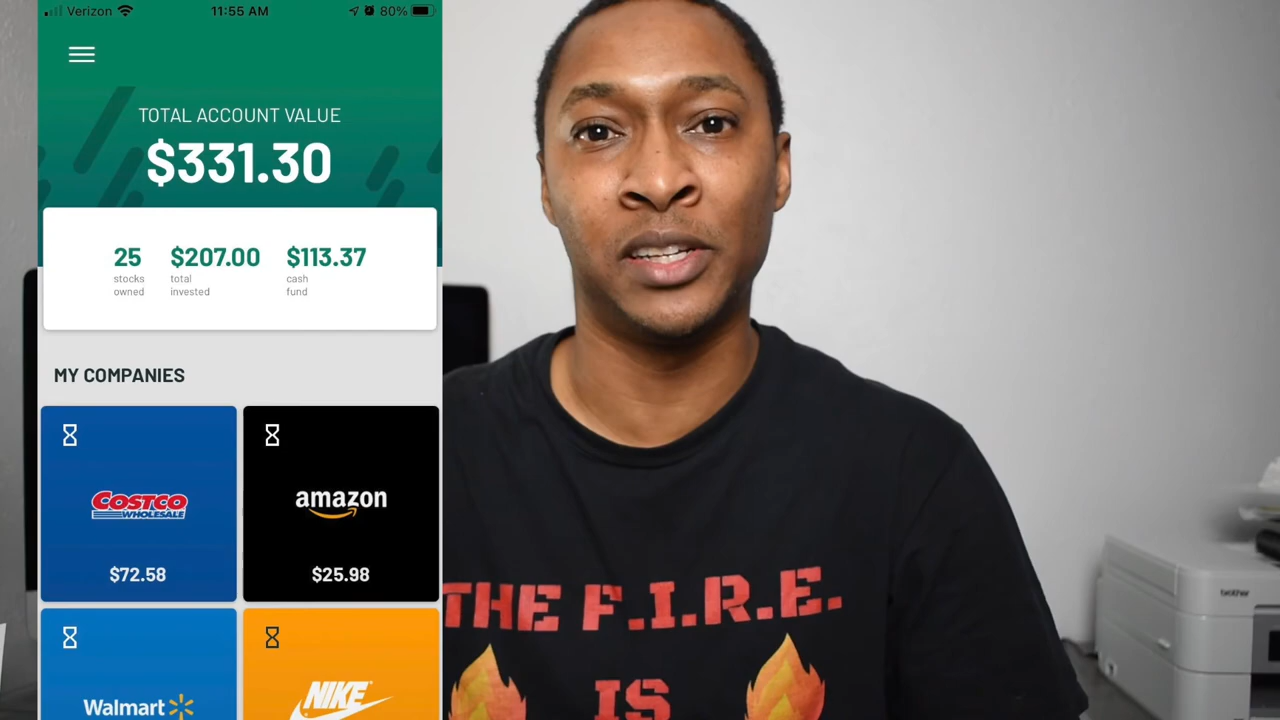 Verizon 11:55 AM 80%
TOTAL ACCOUNT VALUE
$331.30
25 $207.00 $113.37
stocks total cash
owned invested fund
MY COMPANIES
COSTCO
WHOLESALE
$72.58
amazon
$25.98
Walmart
NIKE
THE F.I.R.E.
IS
brother